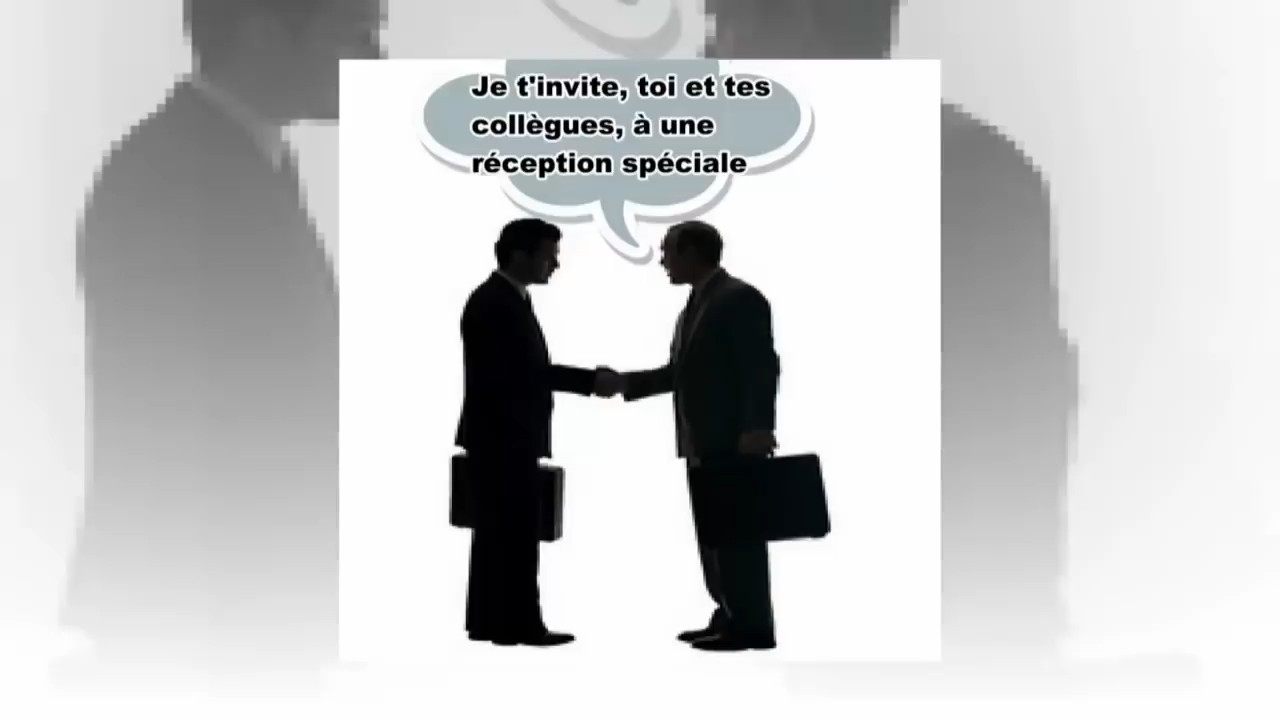 Je t'invite, toi et tes
collègues, à une
réception spéciale